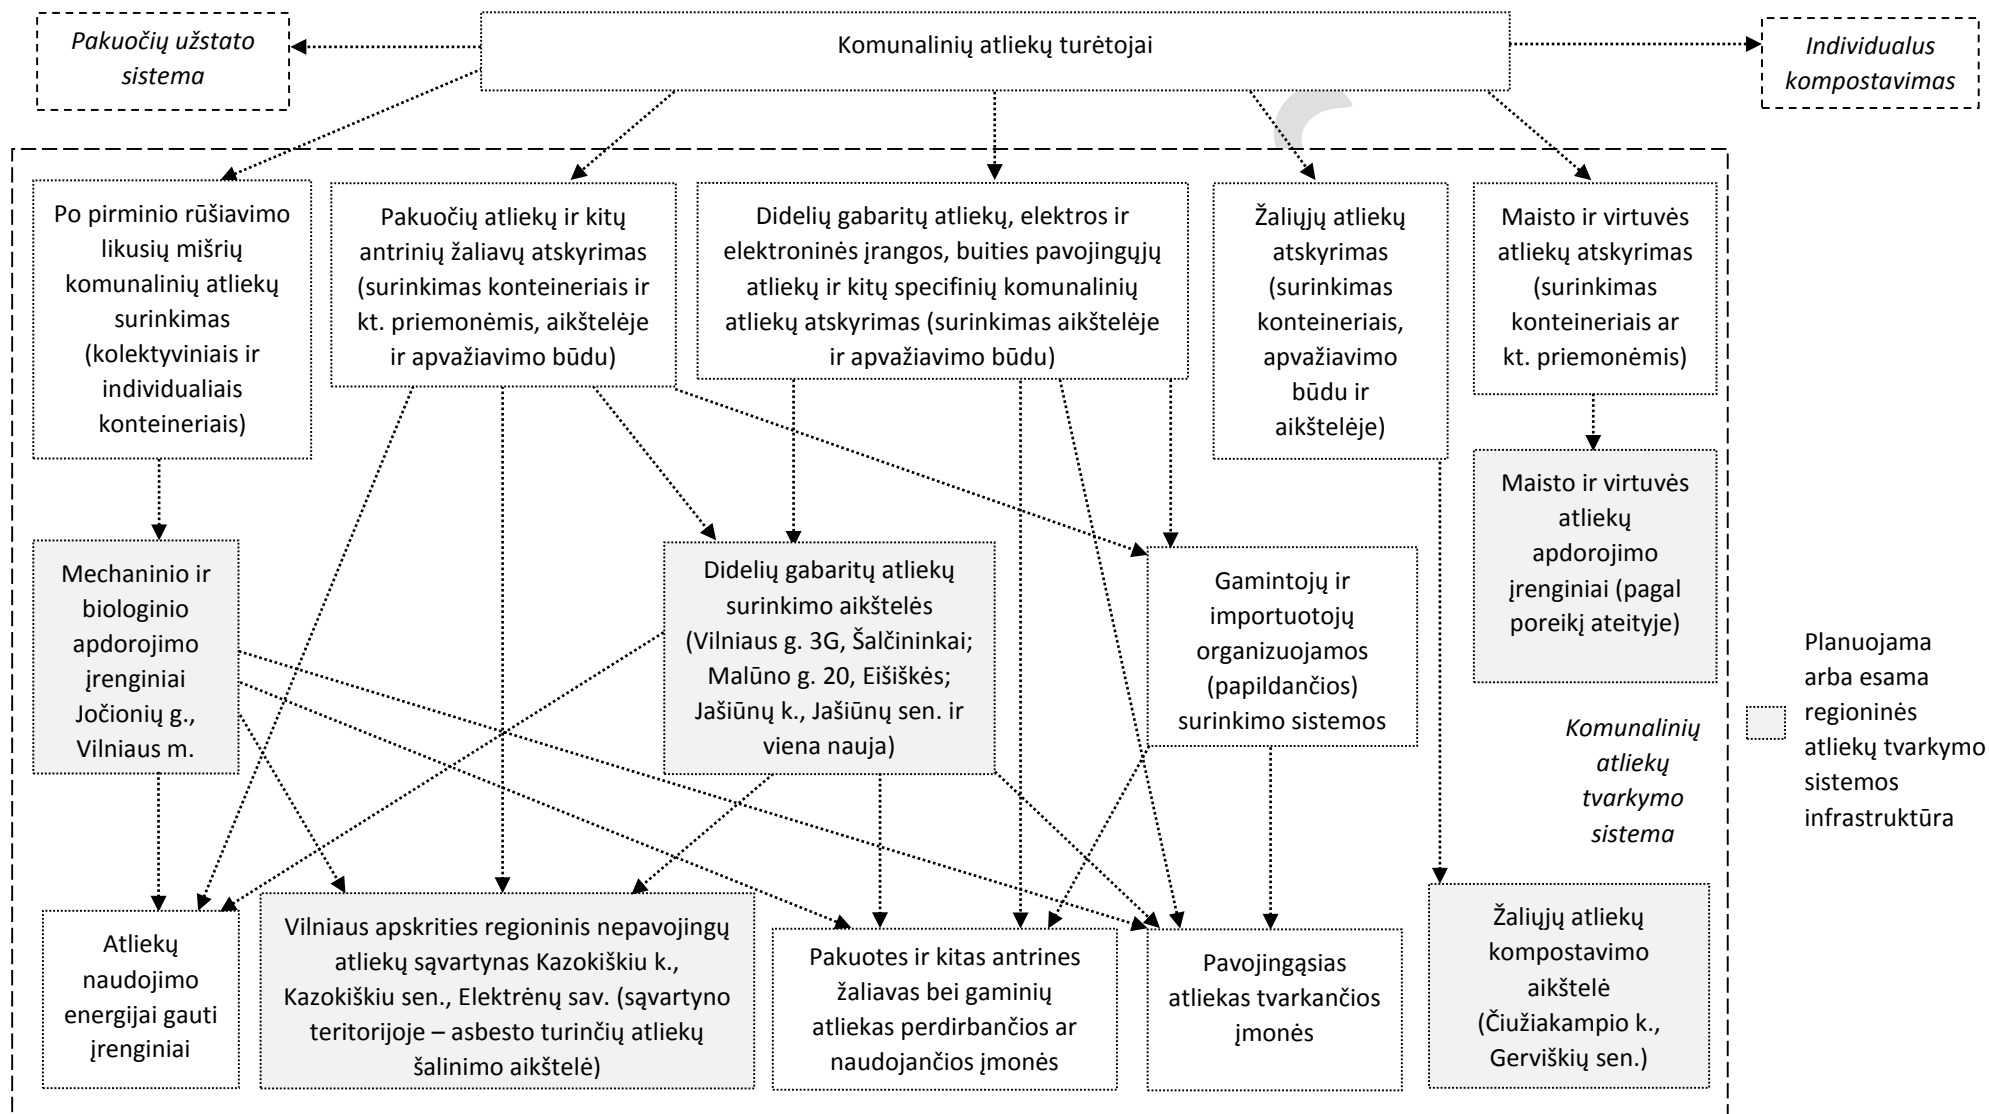 Pakuočių užstato
sistema
Komunalinių atliekų turėtojai
Individualus
kompostavimas
Po pirminio rūšiavimo
likusių mišrių
komunalinių atliekų
surinkimas
(kolektyviniais ir
individualiais
konteineriais)
Pakuočių atliekų ir kitų
antrinių žaliavų atskyrimas
(surinkimas konteineriais ir
kt. priemonėmis, aikštelėje
ir apvažiavimo būdu)
Didelių gabaritų atliekų, elektros ir
elektroninės įrangos, buities pavojingųjų
atliekų ir kitų specifinių komunalinių
atliekų atskyrimas (surinkimas aikštelėje
ir apvažiavimo būdu)
Žaliųjų atliekų
atskyrimas
(surinkimas
konteineriais,
apvažiavimo
būdu ir
aikštelėje)
Maisto ir virtuvės
atliekų atskyrimas
(surinkimas
konteineriais ar
kt. priemonėmis)
Mechaninio ir
biologinio
apdorojimo
įrenginiai
Jočionių g.,
Vilniaus m.
Didelių gabaritų atliekų
surinkimo aikštelės
(Vilniaus g. 3G, Šalčininkai;
Malūno g. 20, Eišiškės;
Jašiūnų k., Jašiūnų sen. ir
viena nauja)
Gamintojų ir
importuotojų
organizuojamos
(papildančios)
surinkimo sistemos
Maisto ir virtuvės
atliekų
apdorojimo
įrenginiai (pagal
poreikį ateityje)
Komunalinių
atliekų
tvarkymo
sistema
Planuojama
arba esama
regioninės
atliekų tvarkymo
sistemos
infrastruktūra
Atliekų
naudojimo
energijai gauti
įrenginiai
Vilniaus apskrities regioninis nepavojingų
atliekų sąvartynas Kazokiškiu k.,
Kazokiškiu sen., Elektrėnų sav. (sąvartyno
teritorijoje – asbesto turinčių atliekų
šalinimo aikštelė)
Pakuotes ir kitas antrines
žaliavas bei gaminių
atliekas perdirbančios ar
naudojančios įmonės
Pavojingąsias
atliekas tvarkančios
įmonės
Žaliųjų atliekų
kompostavimo
aikštelė
(Čiužiakampio k.,
Gerviškių sen.)